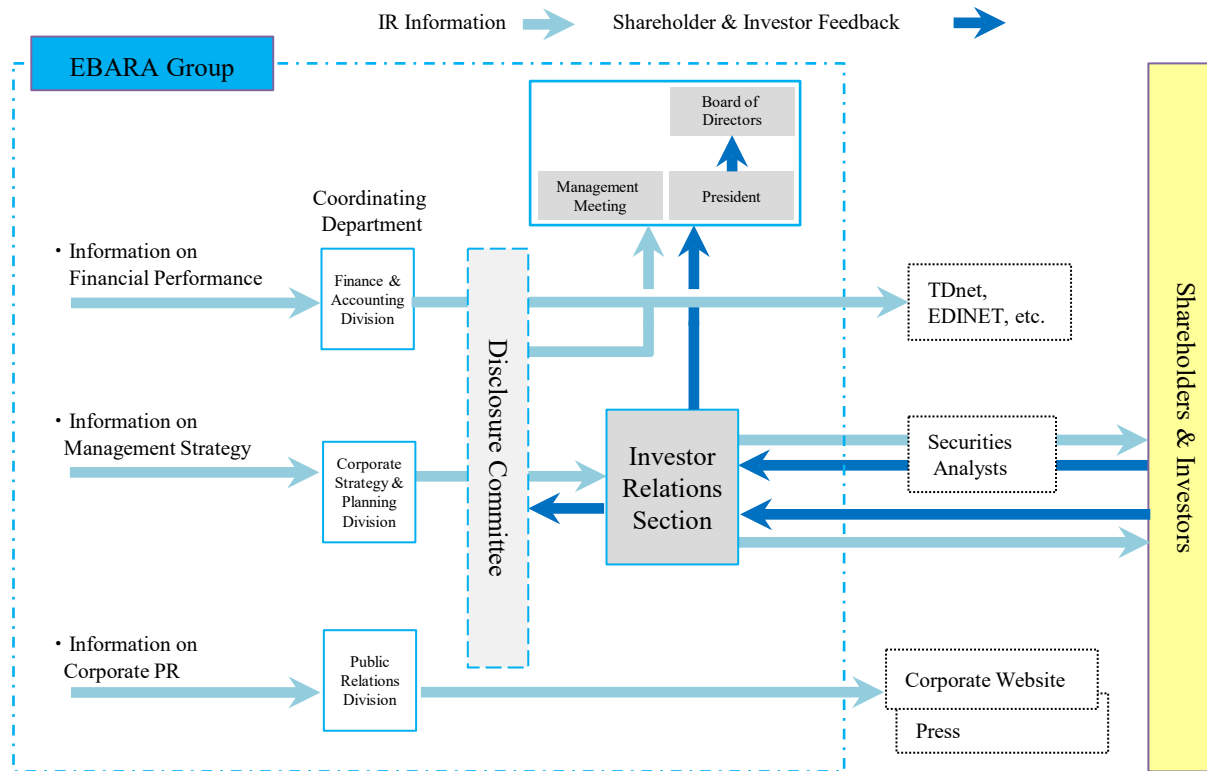 IR Information
Shareholder & Investor Feedback
EBARA Group
Board of
Directors
Management
Meeting
President
Coordinating
Department
・Information on
Financial Performance
Finance &
Accounting
Division
TDnet,
EDINET, etc.
Disclosure Committee
・Information on
Management Strategy
Corporate
Strategy &
Planning
Division
Investor
Relations
Section
Securities
Analysts
Shareholders & Investors
・Information on
Corporate PR
Public
Relations
Division
Corporate Website
Press